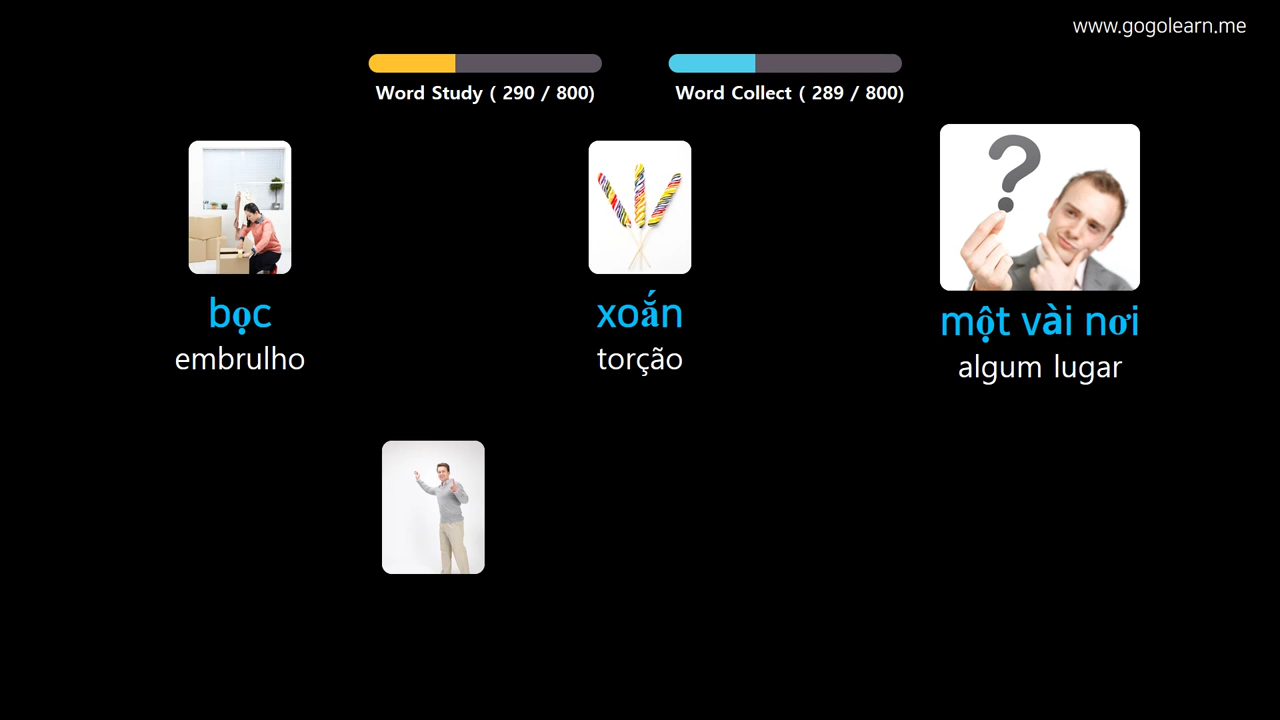 www.gogolearn.me
Word Study ( 290 / 800)
Word Collect ( 289 / 800)
bọc
embrulho
xoắn
torção
một vài nơi
algum lugar